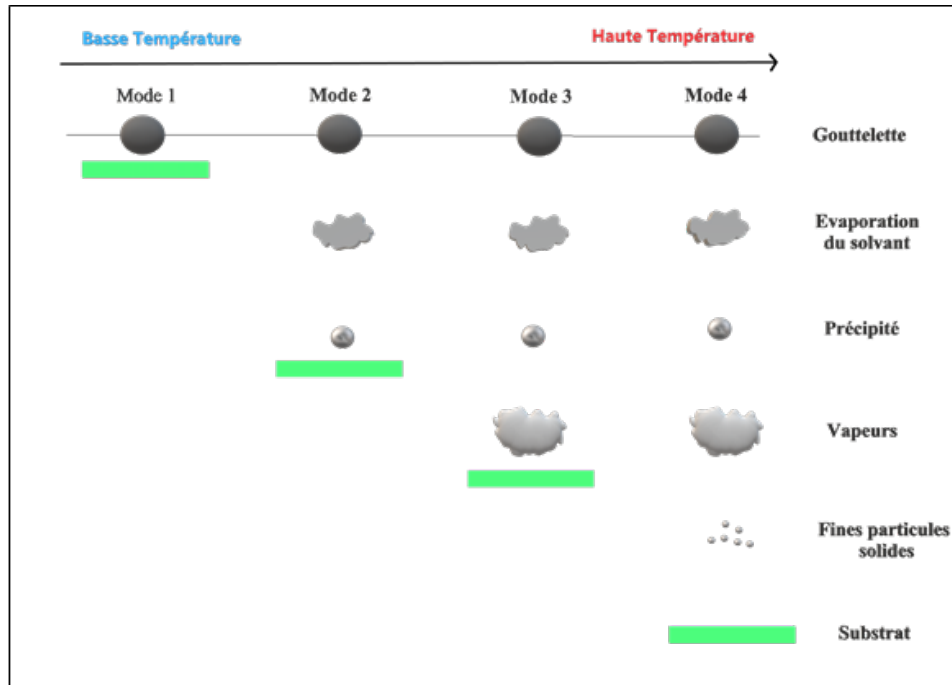 Basse Température
Haute Température
Mode 1
Mode 2
Mode 3
Mode 4
Gouttelette
Evaporation
du solvant
Précipité
Vapeurs
Fines particules
solides
Substrat